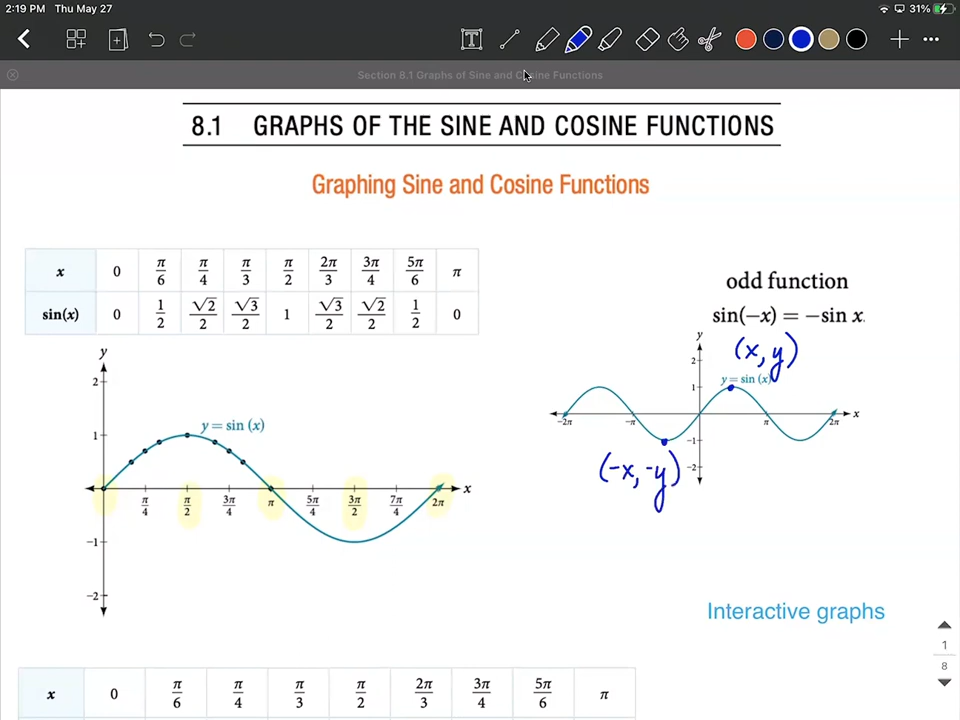 2:19 PM Thu May 27
31%
Section 8.1 Graphs of Sine and Cosine Functions
8.1 GRAPHS OF THE SINE AND COSINE FUNCTIONS
Graphing Sine and Cosine Functions
x 0 π/6 π/4 π/3 π/2 2π/3 3π/4 5π/6 π
sin(x) 0 1/2 √2/2 √3/2 1 √3/2 √2/2 1/2 0
odd function
sin(−x) = −sin x.
y
2
1
−1
−2
y = sin (x)
π/4 π/2 3π/4 π 5π/4 3π/2 7π/4 2π
x
y
2
1
−1
−2
(x, y)
y = sin (x)
−2π −π π 2π
x
(-x, -y)
Interactive graphs
1
8
x 0 π/6 π/4 π/3 π/2 2π/3 3π/4 5π/6 π